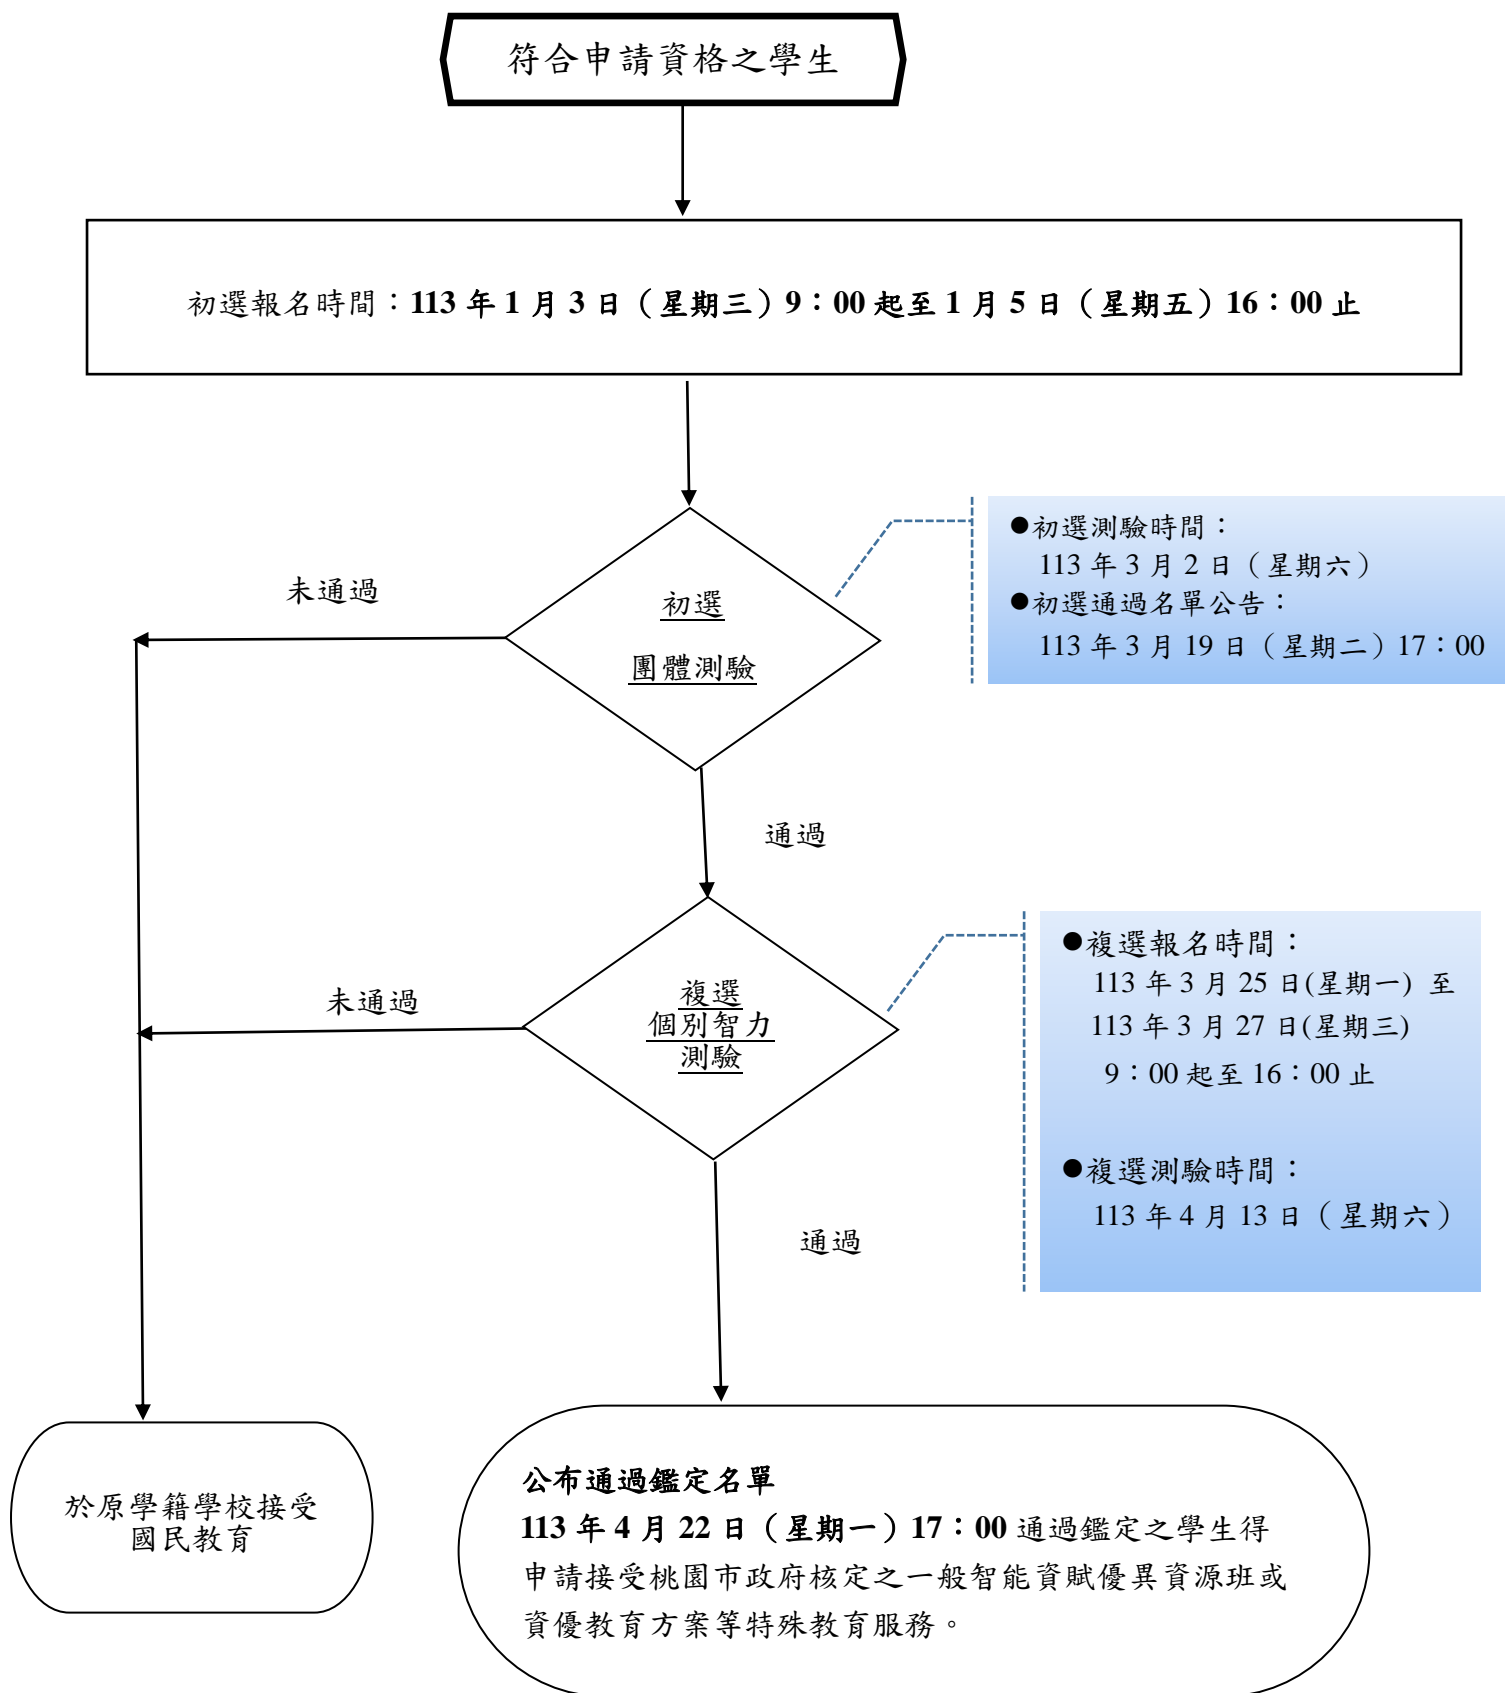 符合申請資格之學生
初選報名時間：113 年 1 月 3 日（星期三）9：00 起至 1 月 5 日（星期五）16：00 止
●初選測驗時間：
113 年 3 月 2 日（星期六）
●初選通過名單公告：
113 年 3 月 19 日（星期二）17：00
未通過
初選
團體測驗
通過
●複選報名時間：
113 年 3 月 25 日(星期一) 至
113 年 3 月 27 日(星期三)
9：00 起至 16：00 止
●複選測驗時間：
113 年 4 月 13 日（星期六）
未通過
複選
個別智力
測驗
通過
於原學籍學校接受
國民教育
公布通過鑑定名單
113 年 4 月 22 日（星期一）17：00 通過鑑定之學生得
申請接受桃園市政府核定之一般智能資賦優異資源班或
資優教育方案等特殊教育服務。